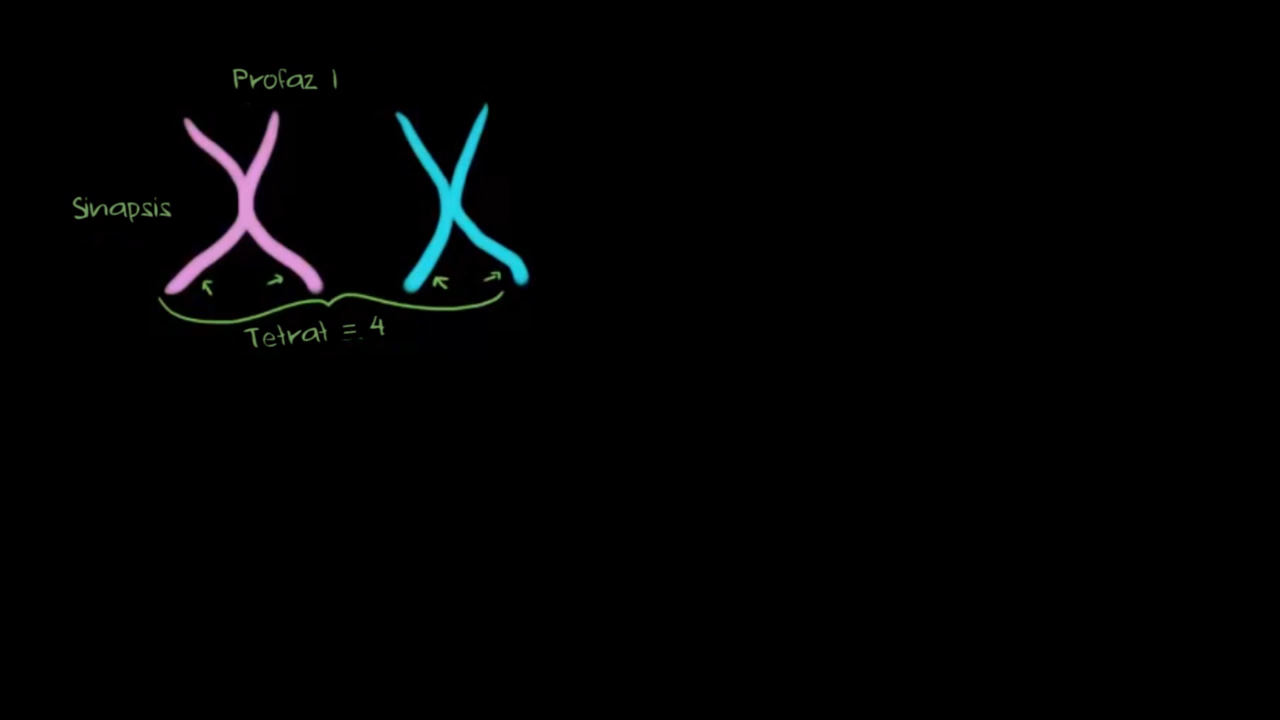 Profaz 1
Sinapsis
Tetrat = 4